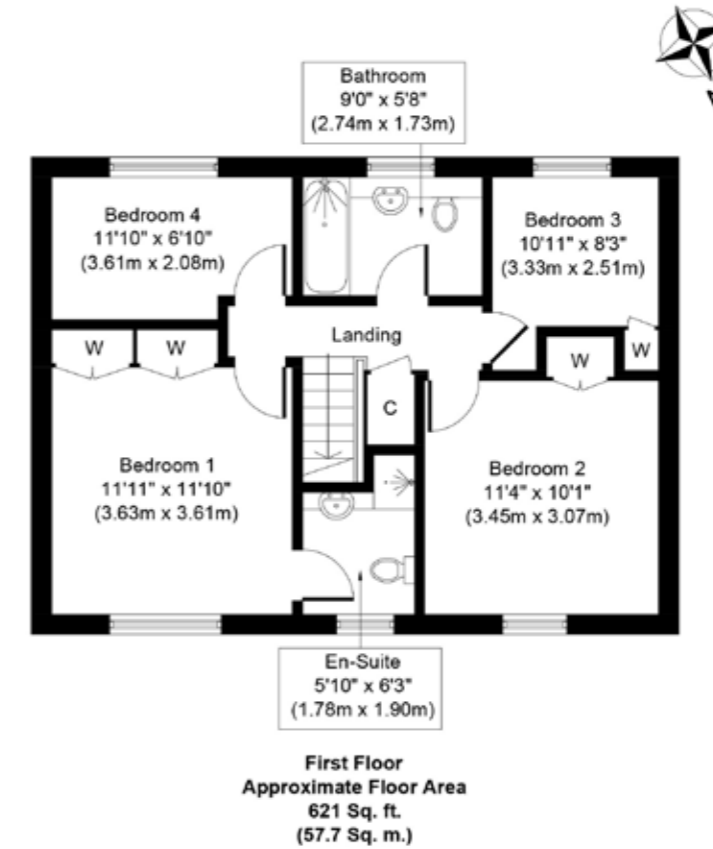 Bathroom
9'0" x 5'8"
(2.74m x 1.73m)
Bedroom 4
11'10" x 6'10"
(3.61m x 2.08m)
Bedroom 3
10'11" x 8'3"
(3.33m x 2.51m)
Landing
W
W
W
W
C
Bedroom 1
11'11" x 11'10"
(3.63m x 3.61m)
Bedroom 2
11'4" x 10'1"
(3.45m x 3.07m)
En-Suite
5'10" x 6'3"
(1.78m x 1.90m)
First Floor
Approximate Floor Area
621 Sq. ft.
(57.7 Sq. m.)